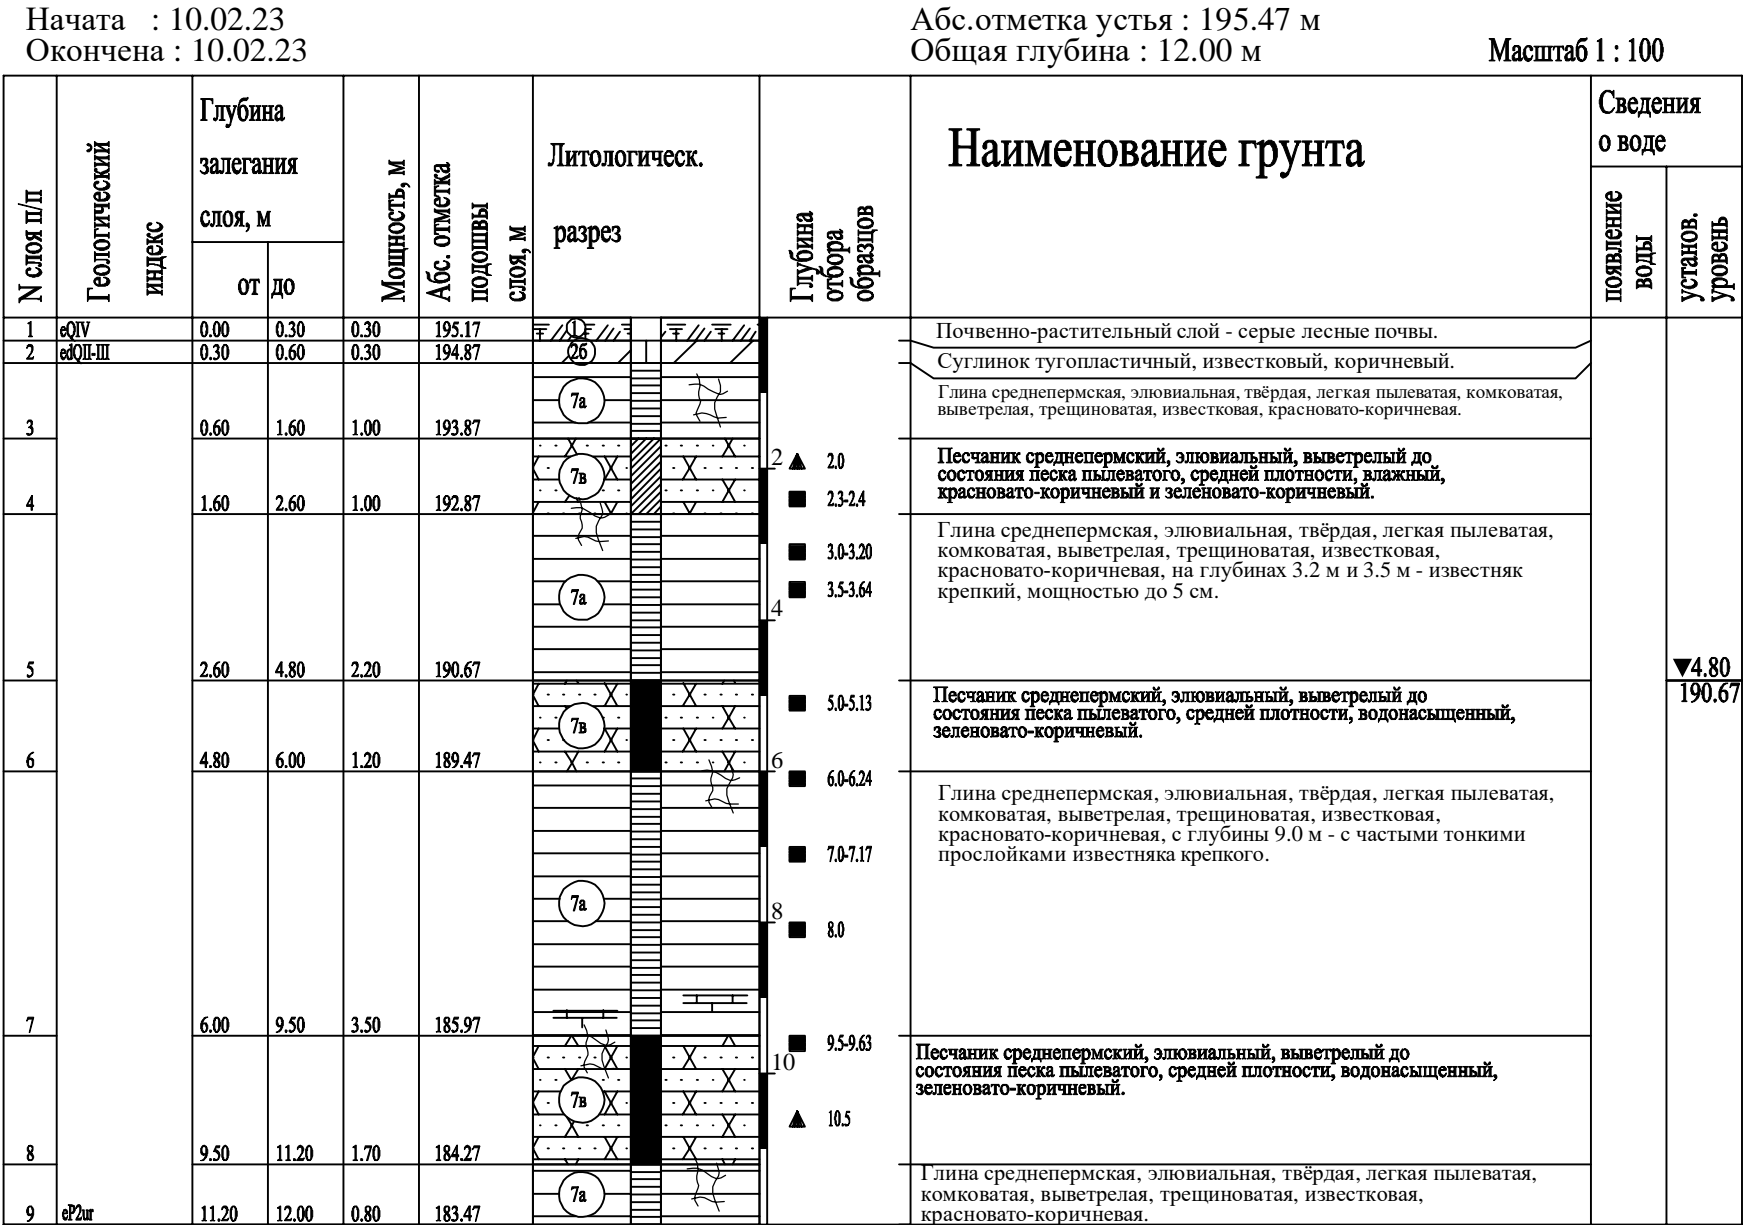 Начата : 10.02.23
Окончена : 10.02.23
Абс.отметка устья : 195.47 м
Общая глубина : 12.00 м
Масштаб 1 : 100
N слоя п/п
Геологический
индекс
Глубина
залегания
слоя, м
от до
Мощность, м
Абс. отметка
подошвы
слоя, м
Литологическ.
разрез
Глубина
отбора
образцов
Наименование грунта
Сведения
о воде
появление
воды
установ.
уровень
1 eQIV 0.00 0.30 0.30 195.17 1
Почвенно-растительный слой - серые лесные почвы.
2 edQII-III 0.30 0.60 0.30 194.87 2б
Суглинок тугопластичный, известковый, коричневый.
7а
Глина среднепермская, элювиальная, твёрдая, легкая пылеватая, комковатая,
выветрелая, трещиноватая, известковая, красновато-коричневая.
3 0.60 1.60 1.00 193.87
7в
2 ▲ 2.0
■ 2.3-2.4
Песчаник среднепермский, элювиальный, выветрелый до
состояния песка пылеватого, средней плотности, влажный,
красновато-коричневый и зеленовато-коричневый.
4 1.60 2.60 1.00 192.87
■ 3.0-3.20
7а
■ 3.5-3.64
4
Глина среднепермская, элювиальная, твёрдая, легкая пылеватая,
комковатая, выветрелая, трещиноватая, известковая,
красновато-коричневая, на глубинах 3.2 м и 3.5 м - известняк
крепкий, мощностью до 5 см.
5 2.60 4.80 2.20 190.67
▼4.80
190.67
7в
■ 5.0-5.13
Песчаник среднепермский, элювиальный, выветрелый до
состояния песка пылеватого, средней плотности, водонасыщенный,
зеленовато-коричневый.
6 4.80 6.00 1.20 189.47
6
■ 6.0-6.24
■ 7.0-7.17
7а
8
■ 8.0
Глина среднепермская, элювиальная, твёрдая, легкая пылеватая,
комковатая, выветрелая, трещиноватая, известковая,
красновато-коричневая, с глубины 9.0 м - с частыми тонкими
прослойками известняка крепкого.
7 6.00 9.50 3.50 185.97
■ 9.5-9.63
10
7в
▲ 10.5
Песчаник среднепермский, элювиальный, выветрелый до
состояния песка пылеватого, средней плотности, водонасыщенный,
зеленовато-коричневый.
8 9.50 11.20 1.70 184.27
7а
Глина среднепермская, элювиальная, твёрдая, легкая пылеватая,
комковатая, выветрелая, трещиноватая, известковая,
красновато-коричневая.
9 eP2ur 11.20 12.00 0.80 183.47